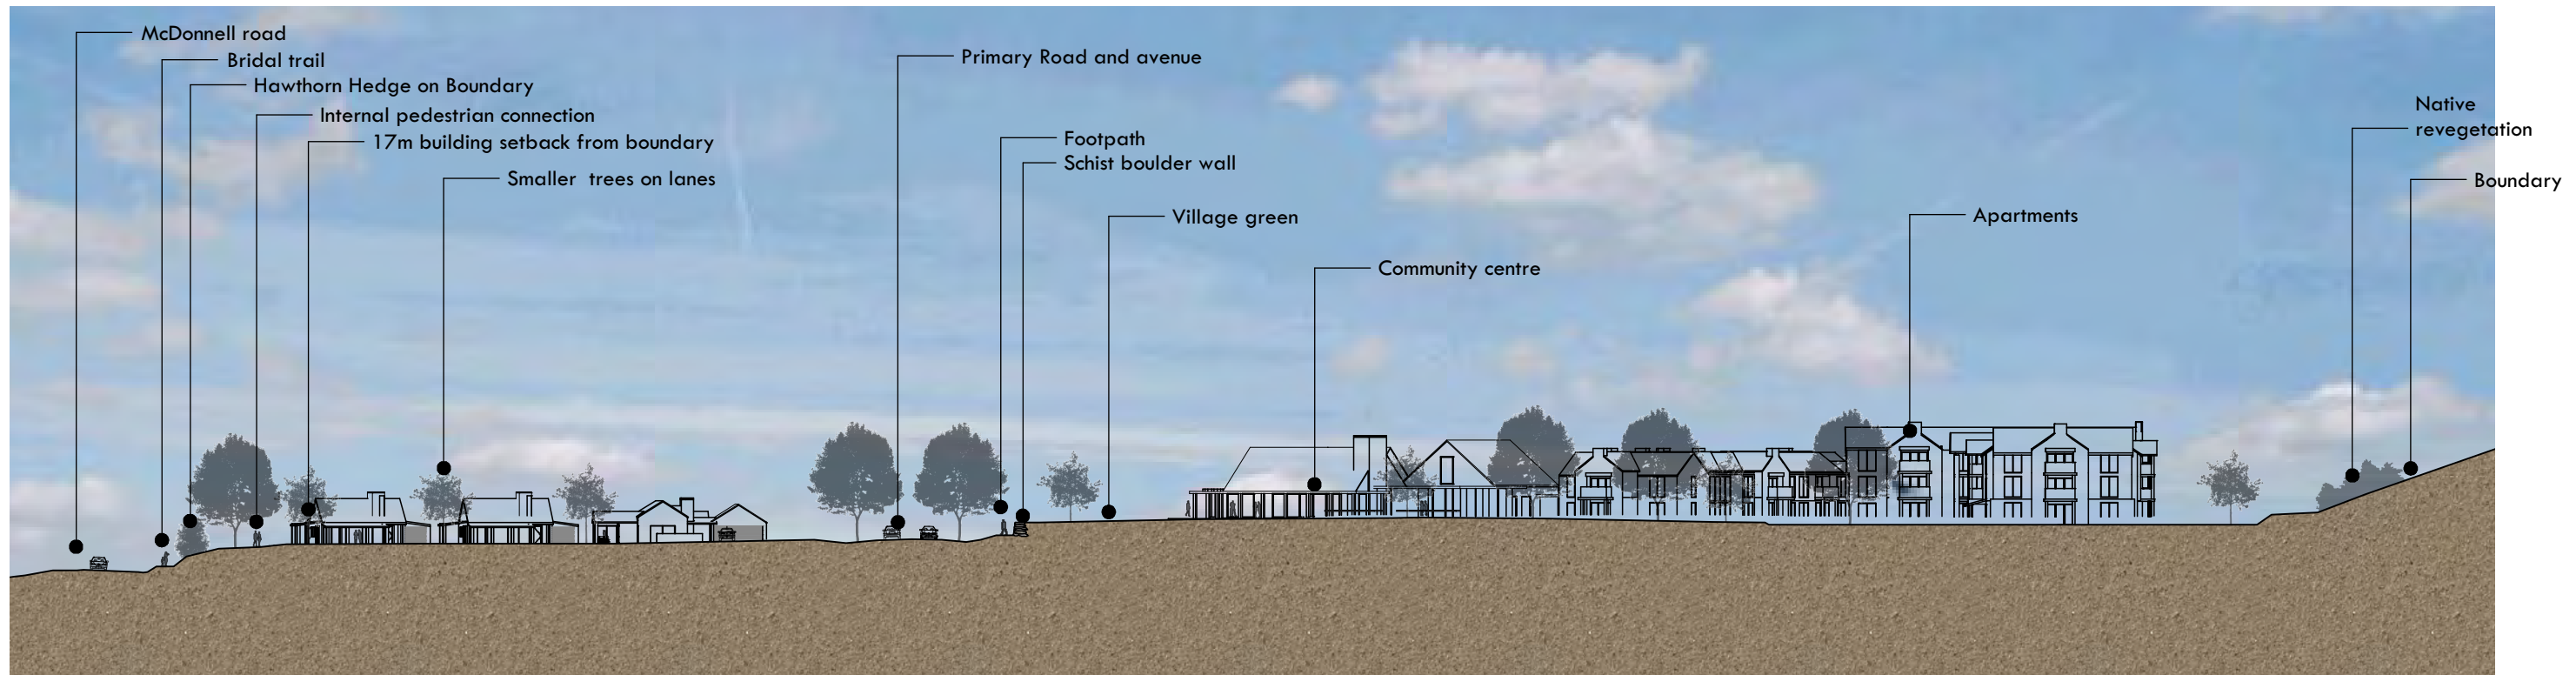 McDonnell road
Bridal trail
Hawthorn Hedge on Boundary
Internal pedestrian connection
17m building setback from boundary
Smaller trees on lanes
Primary Road and avenue
Footpath
Schist boulder wall
Village green
Community centre
Apartments
Native
revegetation
Boundary